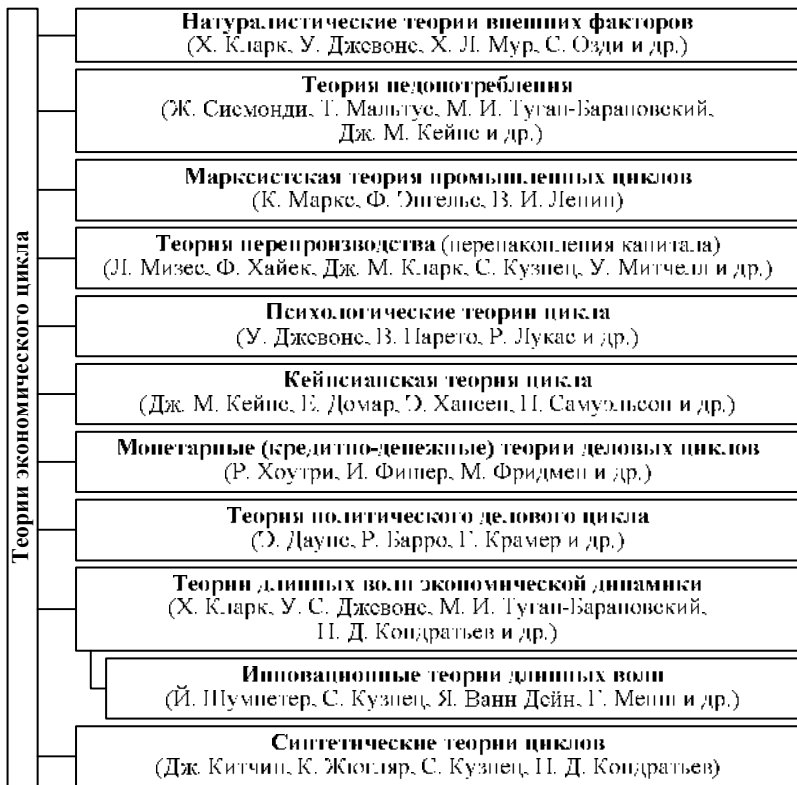 Теории экономического цикла
Натуралистические теории внешних факторов
(Х. Кларк, У. Джевонс, Х. Л. Мур, С. Озди и др.)
Теория недопотребления
(Ж. Сисмонди, Т. Мальтус, М. И. Туган-Барановский,
Дж. М. Кейнс и др.)
Марксистская теория промышленных циклов
(К. Маркс, Ф. Энгельс, В. И. Ленин)
Теория перепроизводства (перенакопления капитала)
(Л. Мизес, Ф. Хайек, Дж. М. Кларк, С. Кузнец, У. Митчелл и др.)
Психологические теории цикла
(У. Джевонс, В. Парето, Р. Лукас и др.)
Кейнсианская теория цикла
(Дж. М. Кейнс, Е. Домар, Э. Хансен, П. Самуэльсон и др.)
Монетарные (кредитно-денежные) теории деловых циклов
(Р. Хоутри, И. Фишер, М. Фридмен и др.)
Теория политического делового цикла
(Э. Даунс, Р. Барро, Г. Крамер и др.)
Теории длинных волн экономической динамики
(Х. Кларк, У. С. Джевонс, М. И. Туган-Барановский,
Н. Д. Кондратьев и др.)
Инновационные теории длинных волн
(Й. Шумпетер, С. Кузнец, Я. Ванн Дейн, Г. Менш и др.)
Синтетические теории циклов
(Дж. Китчин, К. Жюгляр, С. Кузнец, Н. Д. Кондратьев)